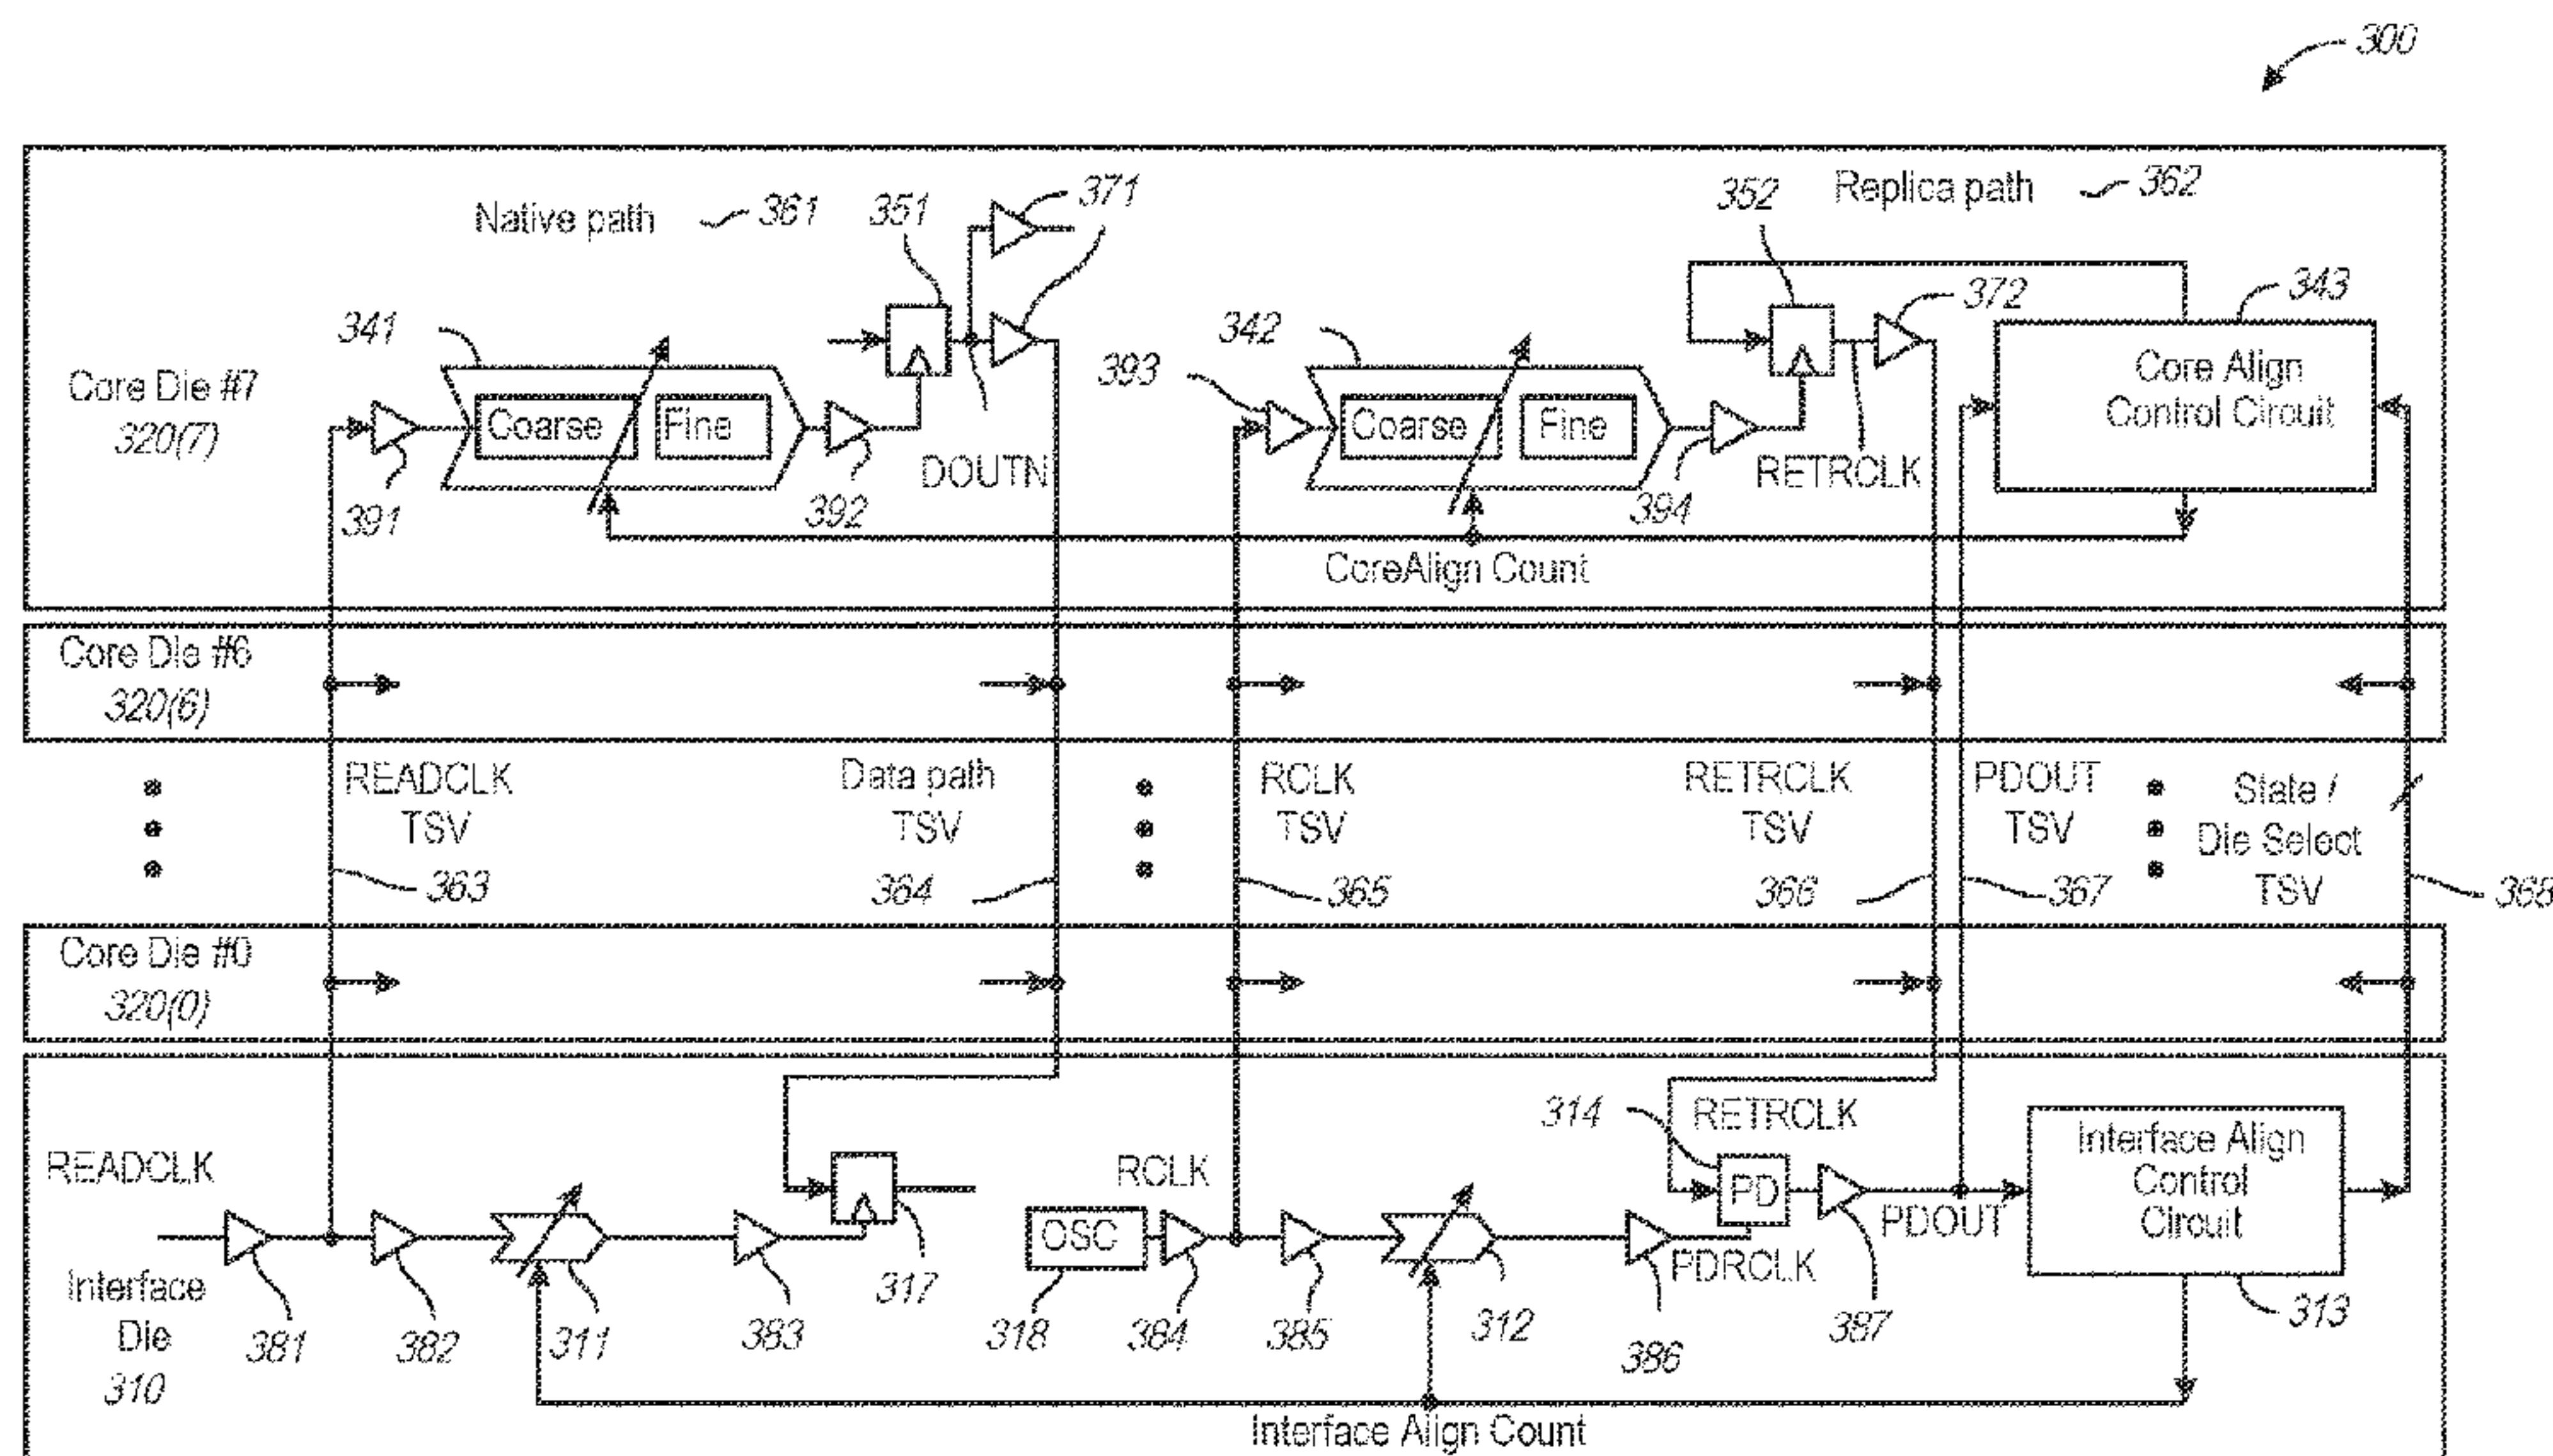 300
Native path 361
351
371
352
Replica path 362
341
342
372
343
393
Core Die #7
320(7)
Coarse
Fine
Coarse
Fine
Core Align
Control Circuit
391
392
DOUTN
394
RETRCLK
CoreAlign Count
Core Die #6
320(6)
READCLK
TSV
363
Data path
TSV
364
RCLK
TSV
365
RETRCLK
TSV
366
PDOUT
TSV
367
State /
Die Select
TSV
368
Core Die #0
320(0)
314
RETRCLK
READCLK
RCLK
OSC
PD
PDOUT
Interface Align
Control
Circuit
PDRCLK
Interface
Die
310
381
382
311
383
317
318
384
385
312
386
387
313
Interface Align Count